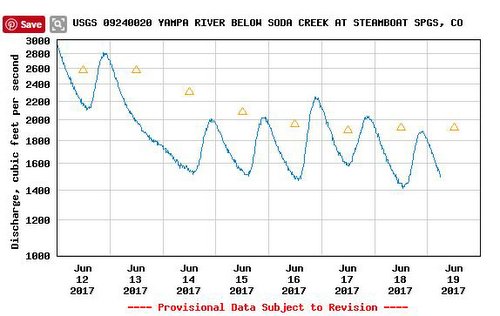 Save
USGS 09240020 YAMPA RIVER BELOW SODA CREEK AT STEAMBOAT SPGS, CO
Discharge, cubic feet per second
3000
2800
2600
2400
2200
2000
1800
1600
1400
1200
1000
Jun 12 2017
Jun 13 2017
Jun 14 2017
Jun 15 2017
Jun 16 2017
Jun 17 2017
Jun 18 2017
Jun 19 2017
---- Provisional Data Subject to Revision ----